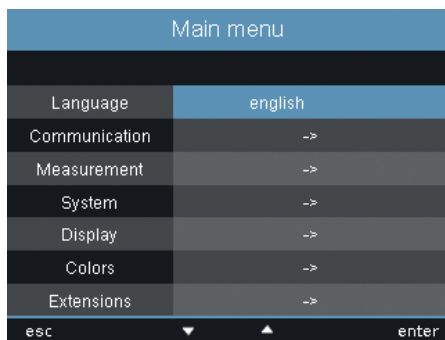 Main menu
Language english
Communication ->
Measurement ->
System ->
Display ->
Colors ->
Extensions ->
esc ▼ ▲ enter